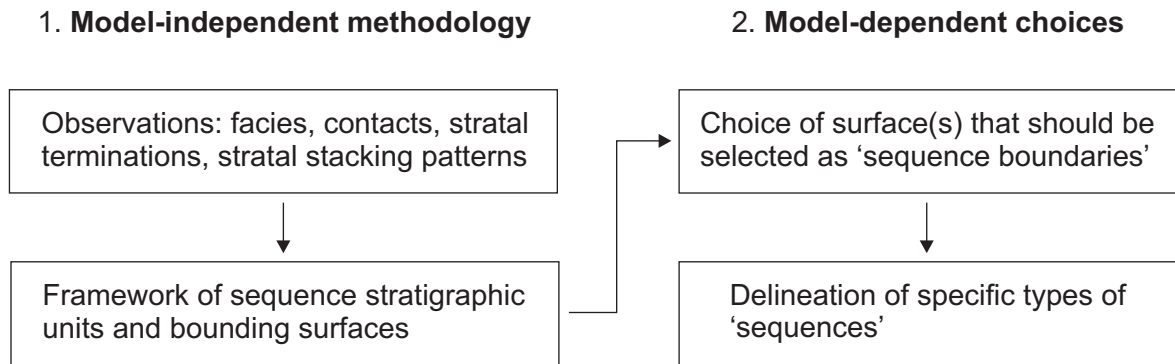 1. Model-independent methodology
Observations: facies, contacts, stratal
terminations, stratal stacking patterns
Framework of sequence stratigraphic
units and bounding surfaces
2. Model-dependent choices
Choice of surface(s) that should be
selected as ‘sequence boundaries’
Delineation of specific types of
‘sequences’